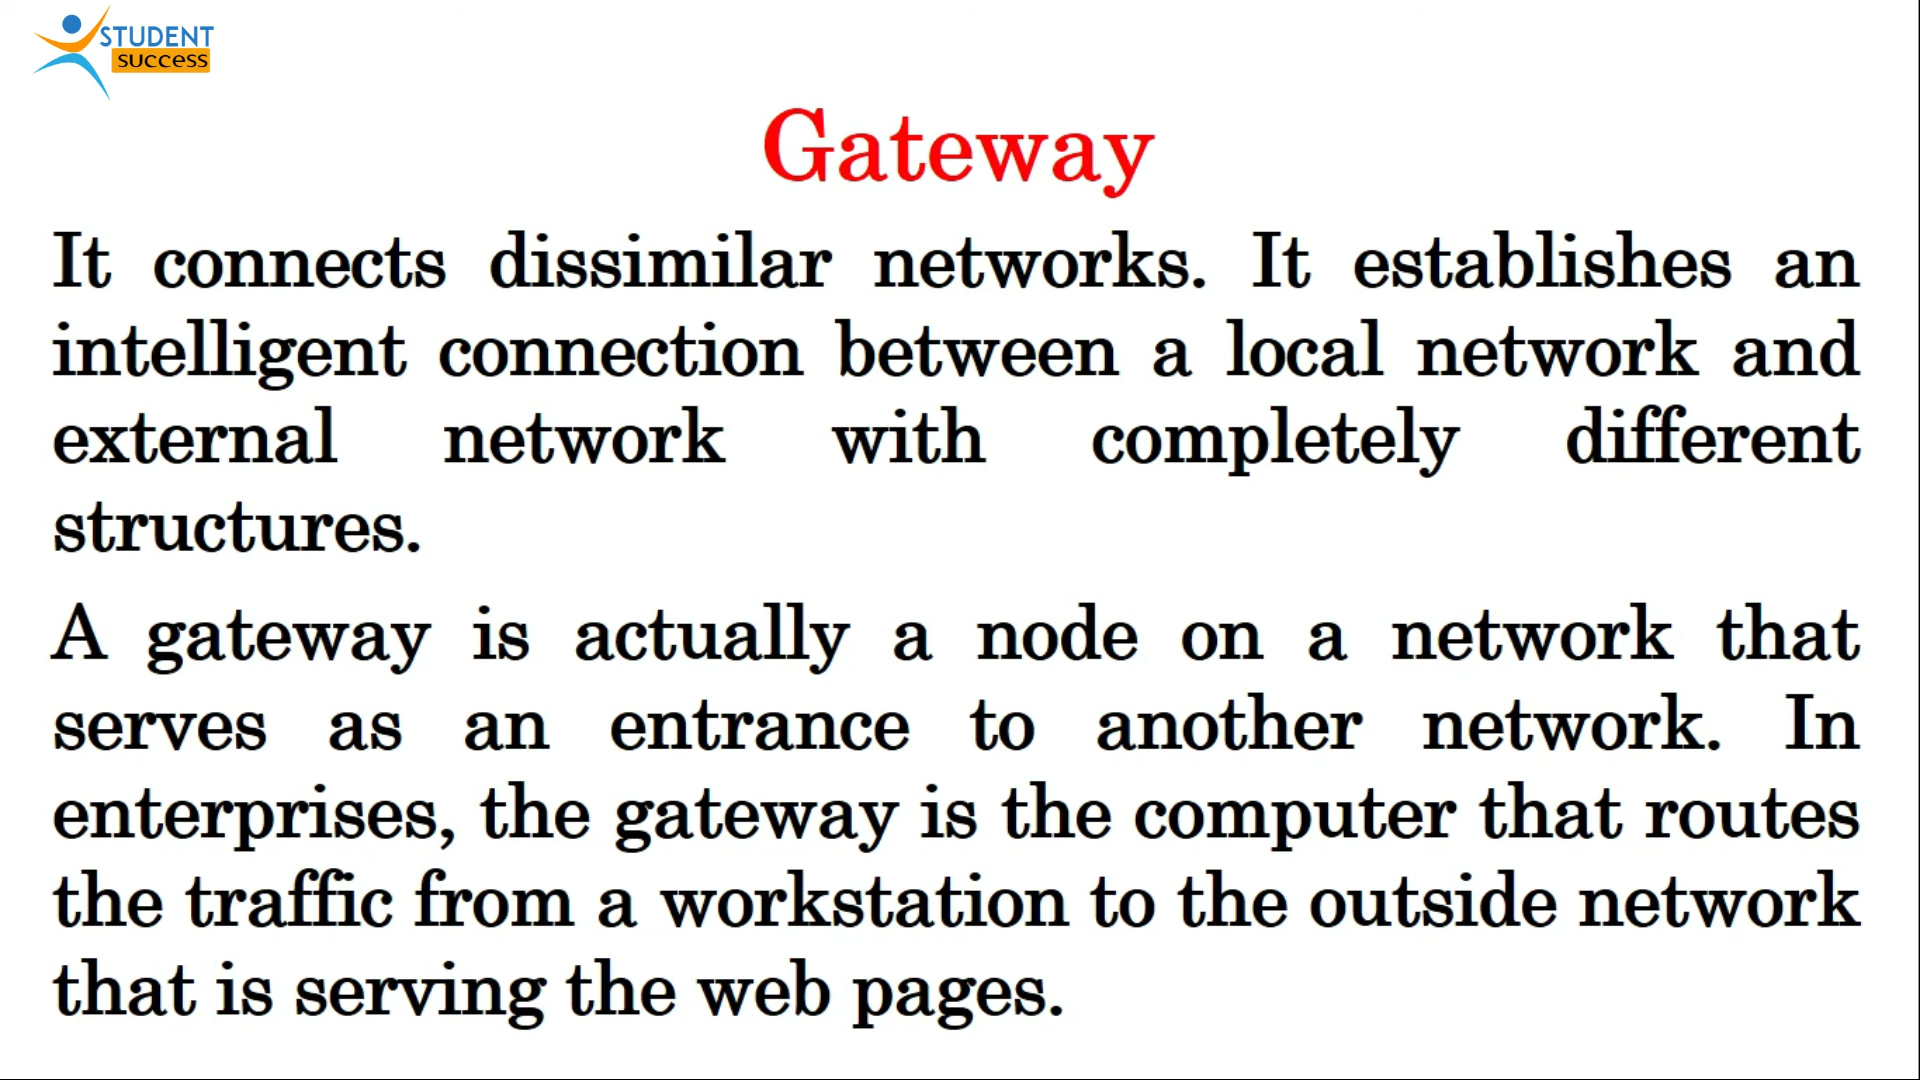 STUDENT
success
Gateway
It connects dissimilar networks. It establishes an
intelligent connection between a local network and
external network with completely different
structures.
A gateway is actually a node on a network that
serves as an entrance to another network. In
enterprises, the gateway is the computer that routes
the traffic from a workstation to the outside network
that is serving the web pages.